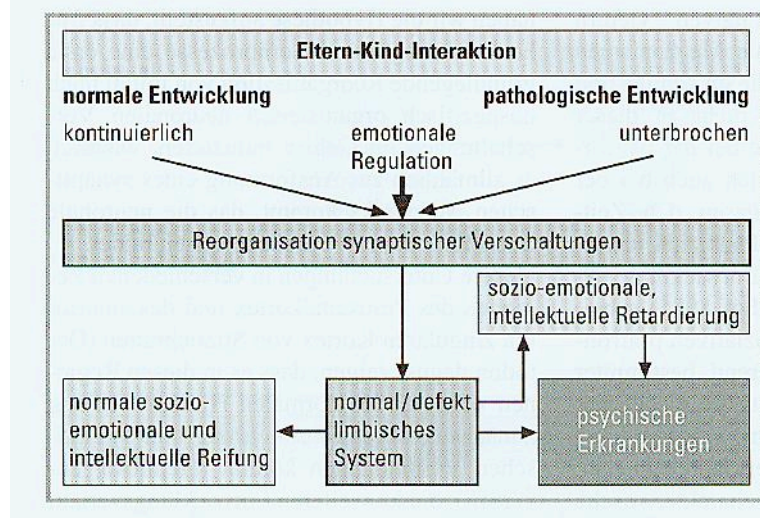 Eltern-Kind-Interaktion
normale Entwicklung
pathologische Entwicklung
kontinuierlich
emotionale
Regulation
unterbrochen
Reorganisation synaptischer Verschaltungen
sozio-emotionale,
intellektuelle Retardierung
normale sozio-
emotionale und
intellektuelle Reifung
normal/defekt
limbisches
System
psychische
Erkrankungen